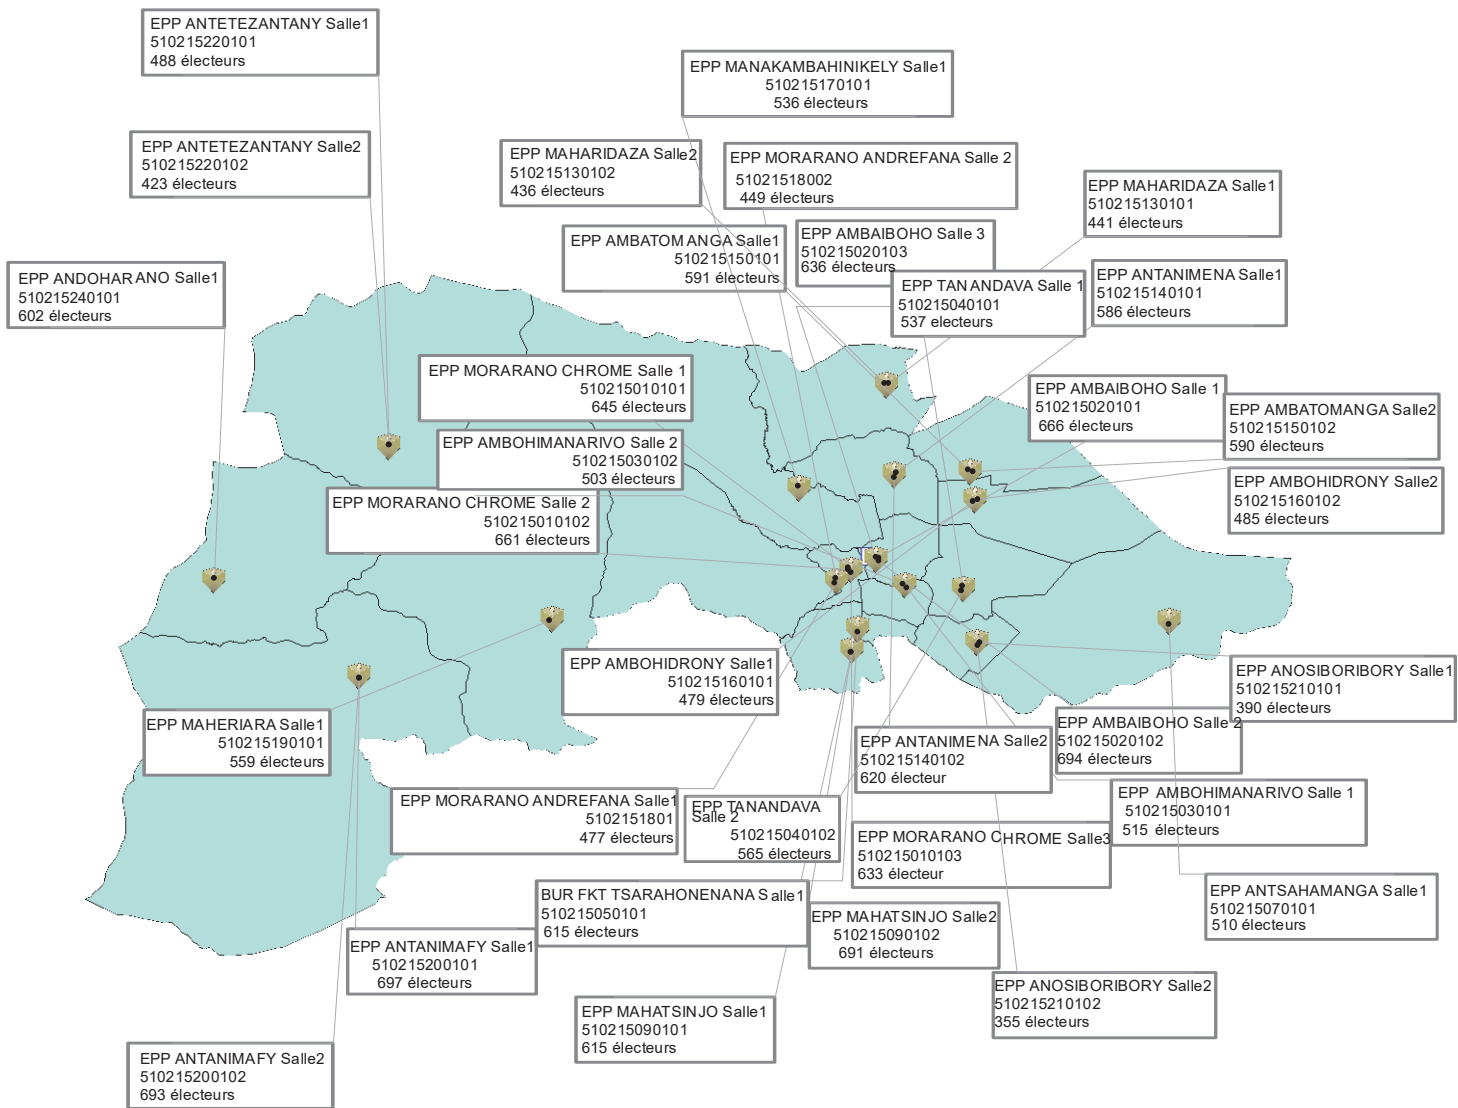 EPP ANTETEZANTANY Salle1
510215220101
488 électeurs
EPP MANAKAMBAHINIKELY Salle1
510215170101
536 électeurs
EPP ANTETEZANTANY Salle2
510215220102
423 électeurs
EPP MAHARIDAZA Salle2
510215130102
436 électeurs
EPP MORARANO ANDREFANA Salle 2
51021518002
449 électeurs
EPP MAHARIDAZA Salle1
510215130101
441 électeurs
EPP AMBATOMANGA Salle1
510215150101
591 électeurs
EPP AMBAIBOHO Salle 3
510215020103
636 électeurs
EPP ANDOHARANO Salle1
510215240101
602 électeurs
EPP TANANDAVA Salle 1
510215040101
537 electeurs
EPP ANTANIMENA Salle1
510215140101
586 électeurs
EPP MORARANO CHROME Salle 1
510215010101
645 électeurs
EPP AMBAIBOHO Salle 1
510215020101
666 électeurs
EPP AMBATOMANGA Salle2
510215150102
590 électeurs
EPP AMBOHIMANARIVO Salle 2
510215030102
503 électeurs
EPP AMBOHIDRONY Salle2
510215160102
485 électeurs
EPP MORARANO CHROME Salle 2
510215010102
661 électeurs
EPP AMBOHIDRONY Salle1
510215160101
479 électeurs
EPP ANOSIBORIBORY Salle1
510215210101
390 électeurs
EPP MAHERIARA Salle1
510215190101
559 électeurs
EPP AMBAIBOHO Salle 2
510215020102
694 électeurs
EPP ANTANIMENA Salle2
510215140102
620 électeur
EPP AMBOHIMANARIVO Salle 1
510215030101
515 électeurs
EPP MORARANO ANDREFANA Salle1
5102151801
477 électeurs
EPP TANANDAVA
Salle 2
510215040102
565 électeurs
EPP MORARANO CHROME Salle3
510215010103
633 électeur
BUR FKT TSARAHONENANA Salle1
510215050101
615 électeurs
EPP ANTSAHAMANGA Salle1
510215070101
510 électeurs
EPP MAHATSINJO Salle2
510215090102
691 électeurs
EPP ANTANIMAFY Salle1
510215200101
697 électeurs
EPP ANOSIBORIBORY Salle2
510215210102
355 électeurs
EPP MAHATSINJO Salle1
510215090101
615 électeurs
EPP ANTANIMAFY Salle2
510215200102
693 électeurs